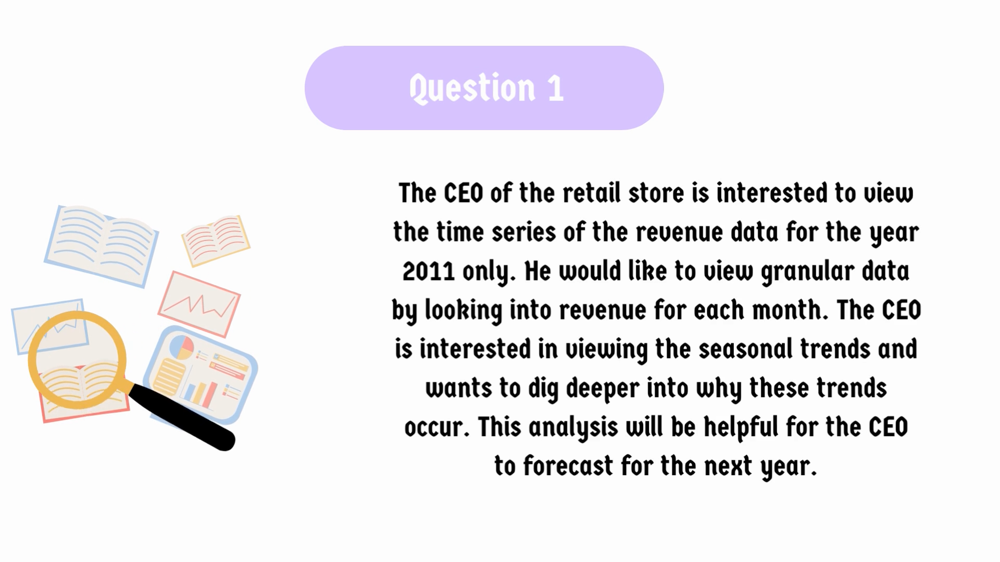 Question 1
The CEO of the retail store is interested to view
the time series of the revenue data for the year
2011 only. He would like to view granular data
by looking into revenue for each month. The CEO
is interested in viewing the seasonal trends and
wants to dig deeper into why these trends
occur. This analysis will be helpful for the CEO
to forecast for the next year.